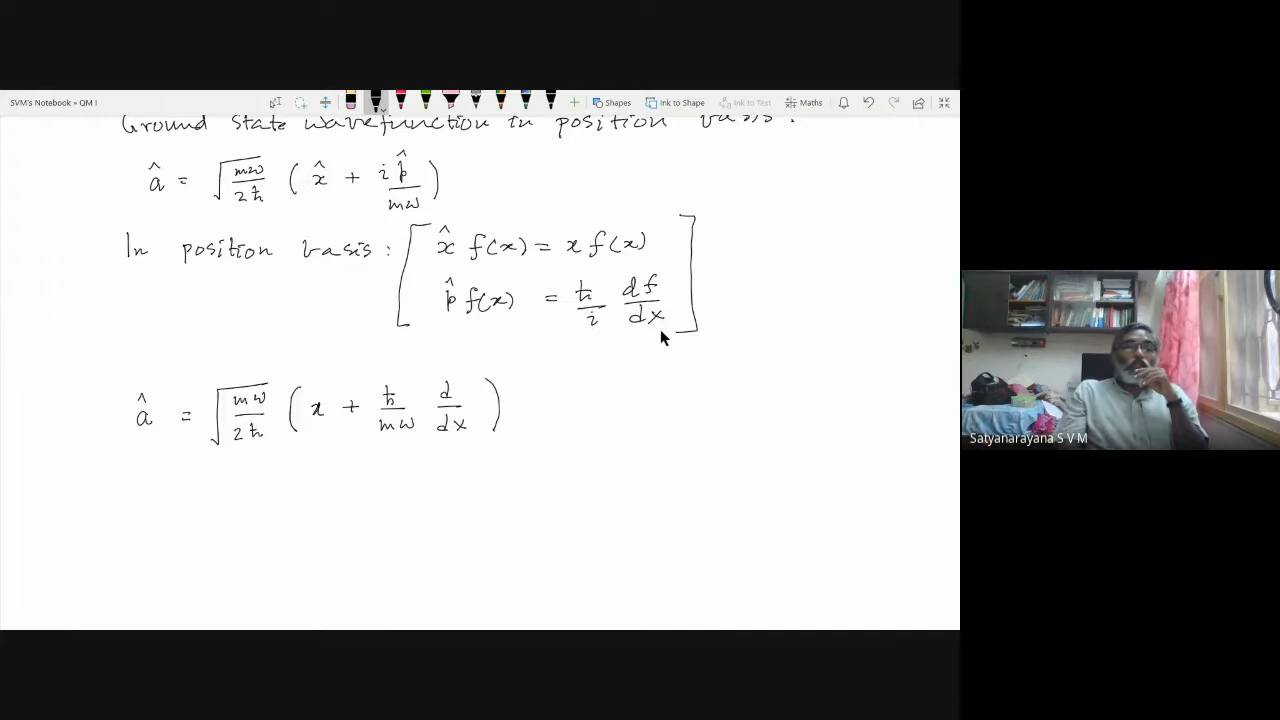 SVM's Notebook » QM I
Shapes
Ink to Shape
Ink to Text
Maths
Ground state wavefunction in position basis:
â = √(mω/2ħ) ( x̂ + i p̂/mω )
In position basis: [ x̂ f(x) = x f(x)
p̂ f(x) = ħ/i df/dx ]
â = √(mω/2ħ) ( x + ħ/mω d/dx )
Satyanarayana S V M